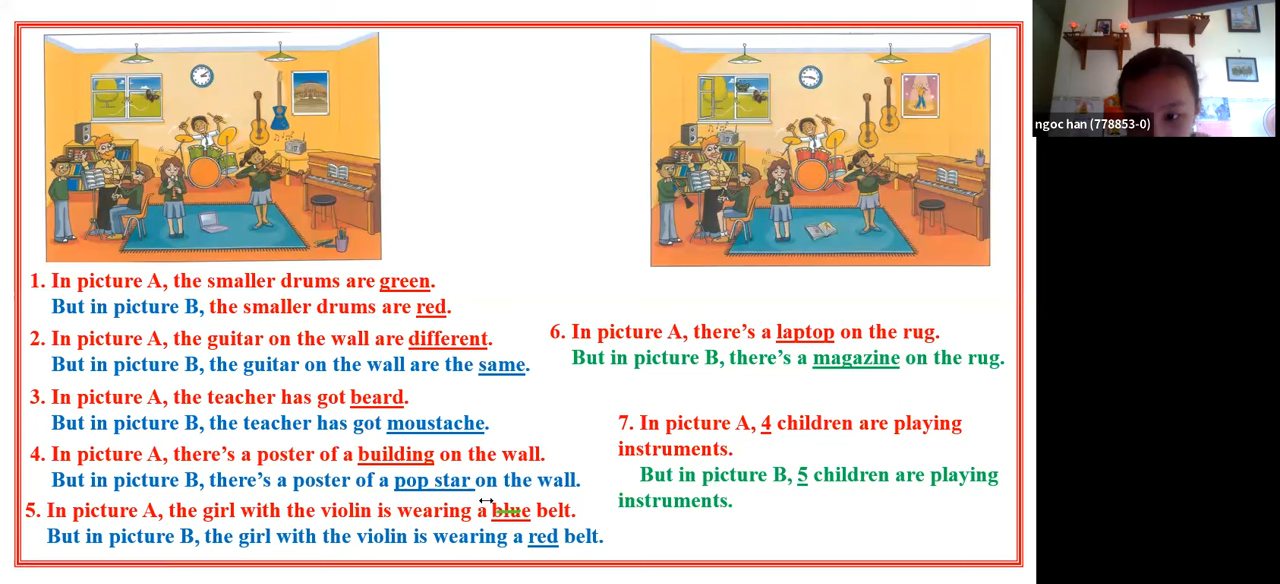 1. In picture A, the smaller drums are green.
But in picture B, the smaller drums are red.
2. In picture A, the guitar on the wall are different.
But in picture B, the guitar on the wall are the same.
3. In picture A, the teacher has got beard.
But in picture B, the teacher has got moustache.
4. In picture A, there's a poster of a building on the wall.
But in picture B, there's a poster of a pop star on the wall.
5. In picture A, the girl with the violin is wearing a blue belt.
But in picture B, the girl with the violin is wearing a red belt.
6. In picture A, there's a laptop on the rug.
But in picture B, there's a magazine on the rug.
7. In picture A, 4 children are playing
instruments.
But in picture B, 5 children are playing
instruments.
ngoc han (778853-0)